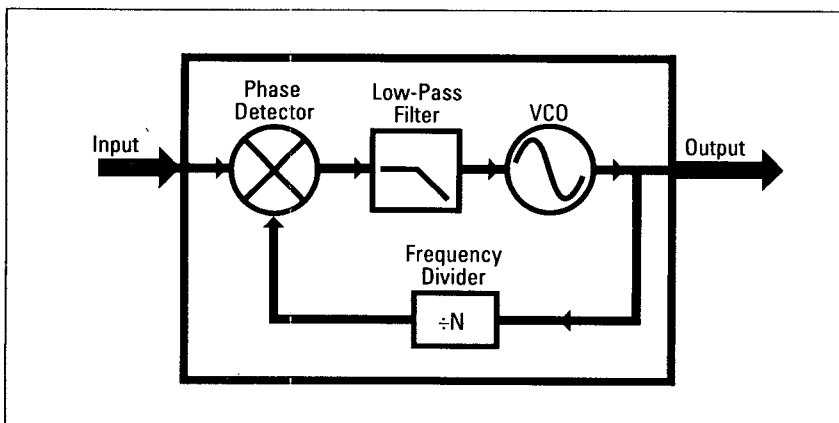 Phase
Detector
Low-Pass
Filter
VCO
Input
Output
Frequency
Divider
÷N